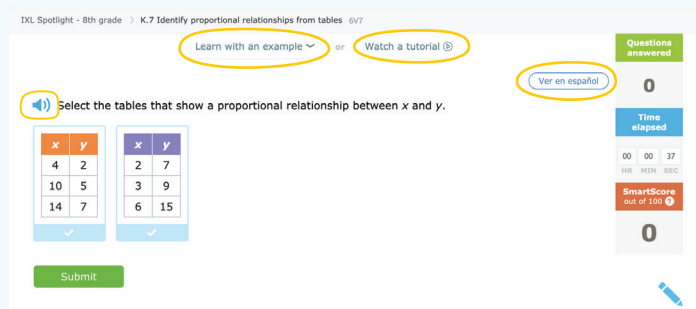 IXL Spotlight - 8th grade > K.7 Identify proportional relationships from tables 6V7
Learn with an example or Watch a tutorial
Questions answered
0
Ver en español
Select the tables that show a proportional relationship between x and y.
x y
4 2
10 5
14 7
x y
2 7
3 9
6 15
Time elapsed
00 00 37
HR MIN SEC
SmartScore
out of 100 ?
0
Submit